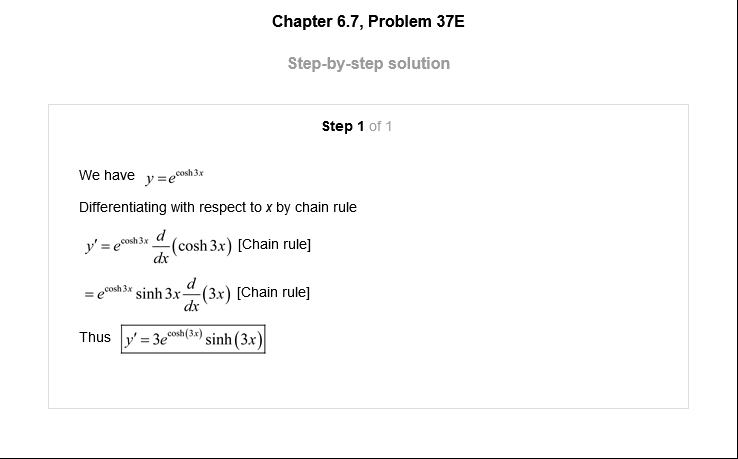 Chapter 6.7, Problem 37E
Step-by-step solution
Step 1 of 1
We have y = e^{cosh 3x}
Differentiating with respect to x by chain rule
y′ = e^{cosh 3x} \frac{d}{dx}(cosh 3x) [Chain rule]
= e^{cosh 3x} sinh 3x \frac{d}{dx}(3x) [Chain rule]
Thus y′ = 3e^{cosh(3x)} sinh(3x)